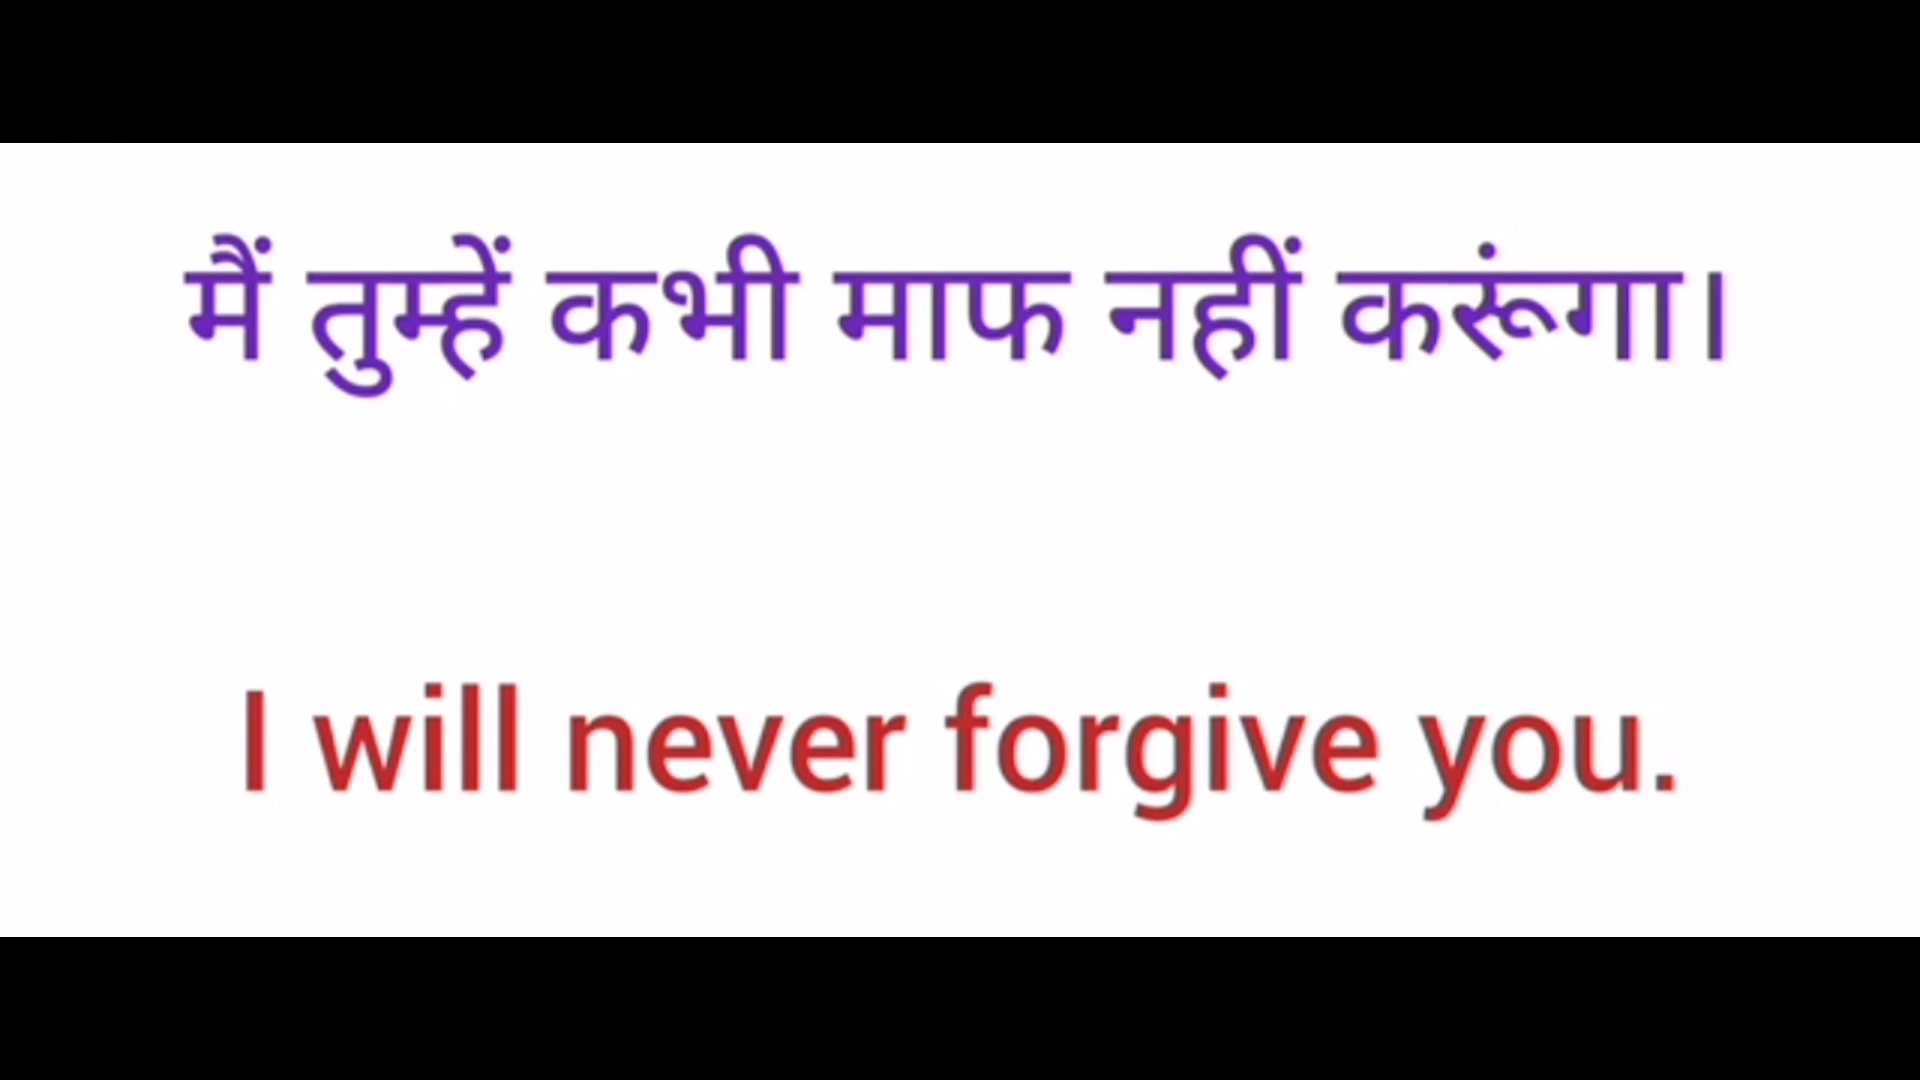 मैं तुम्हें कभी माफ नहीं करूंगा।
I will never forgive you.